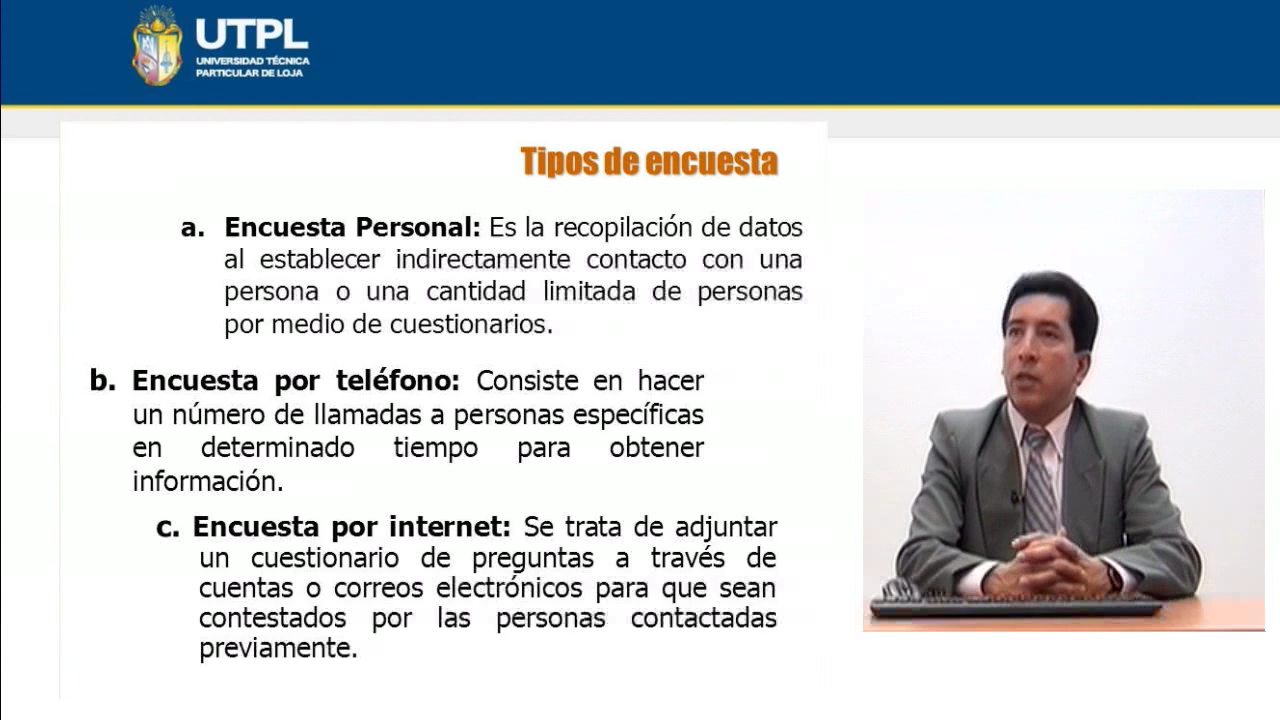 UTPL
UNIVERSIDAD TÉCNICA
PARTICULAR DE LOJA
Tipos de encuesta
a. Encuesta Personal: Es la recopilación de datos
al establecer indirectamente contacto con una
persona o una cantidad limitada de personas
por medio de cuestionarios.
b. Encuesta por teléfono: Consiste en hacer
un número de llamadas a personas específicas
en determinado tiempo para obtener
información.
c. Encuesta por internet: Se trata de adjuntar
un cuestionario de preguntas a través de
cuentas o correos electrónicos para que sean
contestados por las personas contactadas
previamente.